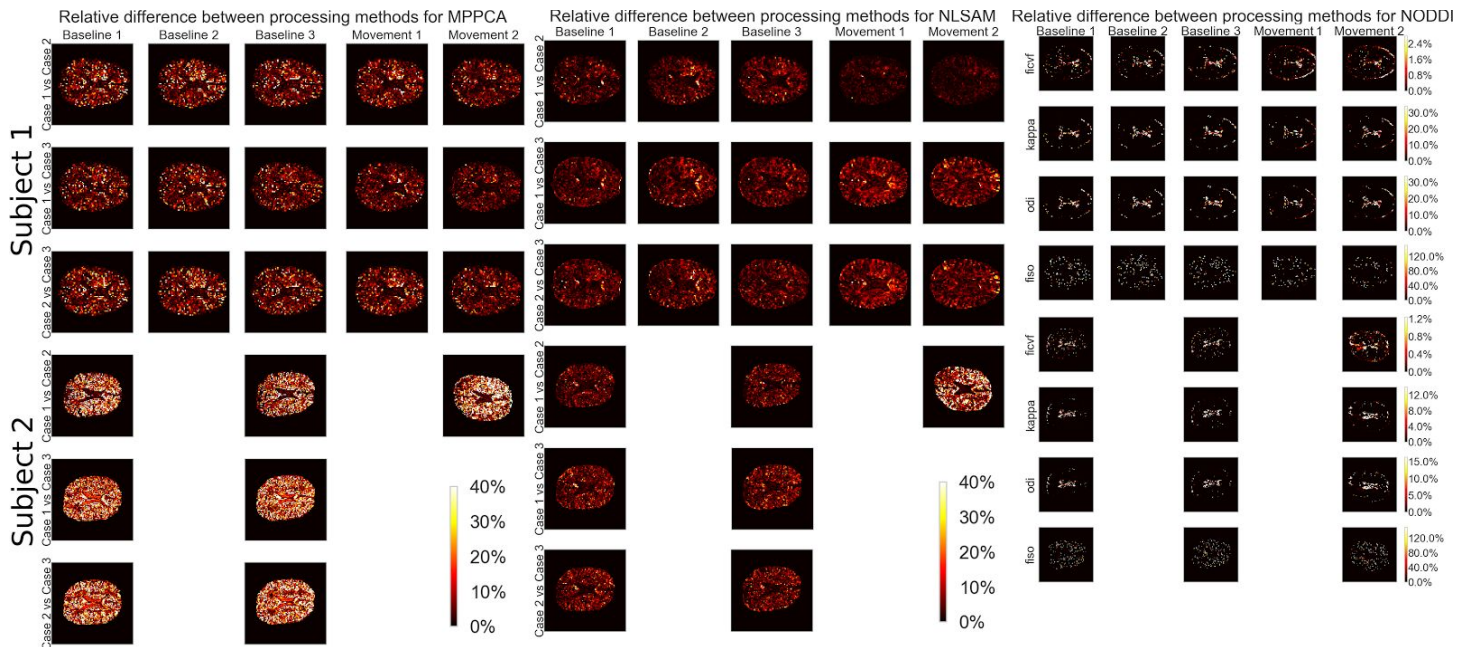 Relative difference between processing methods for MPPCA
Baseline 1 Baseline 2 Baseline 3 Movement 1 Movement 2
Subject 1
Case 1 vs Case 2
Case 1 vs Case 3
Case 2 vs Case 3
Subject 2
Case 1 vs Case 2
Case 1 vs Case 3
Case 2 vs Case 3
40%
30%
20%
10%
0%
Relative difference between processing methods for NLSAM
Baseline 1 Baseline 2 Baseline 3 Movement 1 Movement 2
Case 1 vs Case 2
Case 1 vs Case 3
Case 2 vs Case 3
Case 1 vs Case 2
Case 1 vs Case 3
Case 2 vs Case 3
40%
30%
20%
10%
0%
Relative difference between processing methods for NODDI
Baseline 1 Baseline 2 Baseline 3 Movement 1 Movement 2
ficvf
2.4%
1.6%
0.8%
0.0%
kappa
30.0%
20.0%
10.0%
0.0%
odi
30.0%
20.0%
10.0%
0.0%
fiso
120.0%
80.0%
40.0%
0.0%
ficvf
1.2%
0.8%
0.4%
0.0%
kappa
12.0%
8.0%
4.0%
0.0%
odi
15.0%
10.0%
5.0%
0.0%
fiso
120.0%
80.0%
40.0%
0.0%